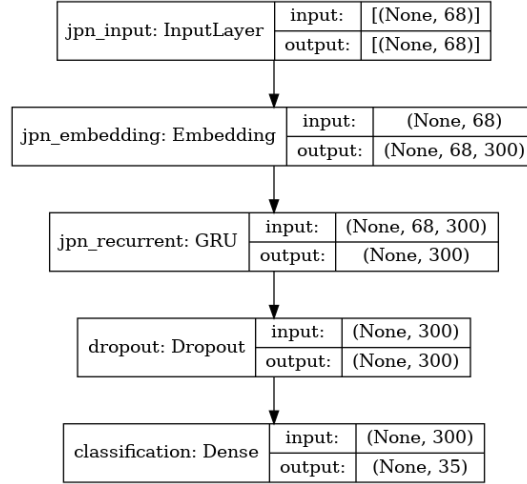 jpn_input: InputLayer
input: [(None, 68)]
output: [(None, 68)]
jpn_embedding: Embedding
input: (None, 68)
output: (None, 68, 300)
jpn_recurrent: GRU
input: (None, 68, 300)
output: (None, 300)
dropout: Dropout
input: (None, 300)
output: (None, 300)
classification: Dense
input: (None, 300)
output: (None, 35)